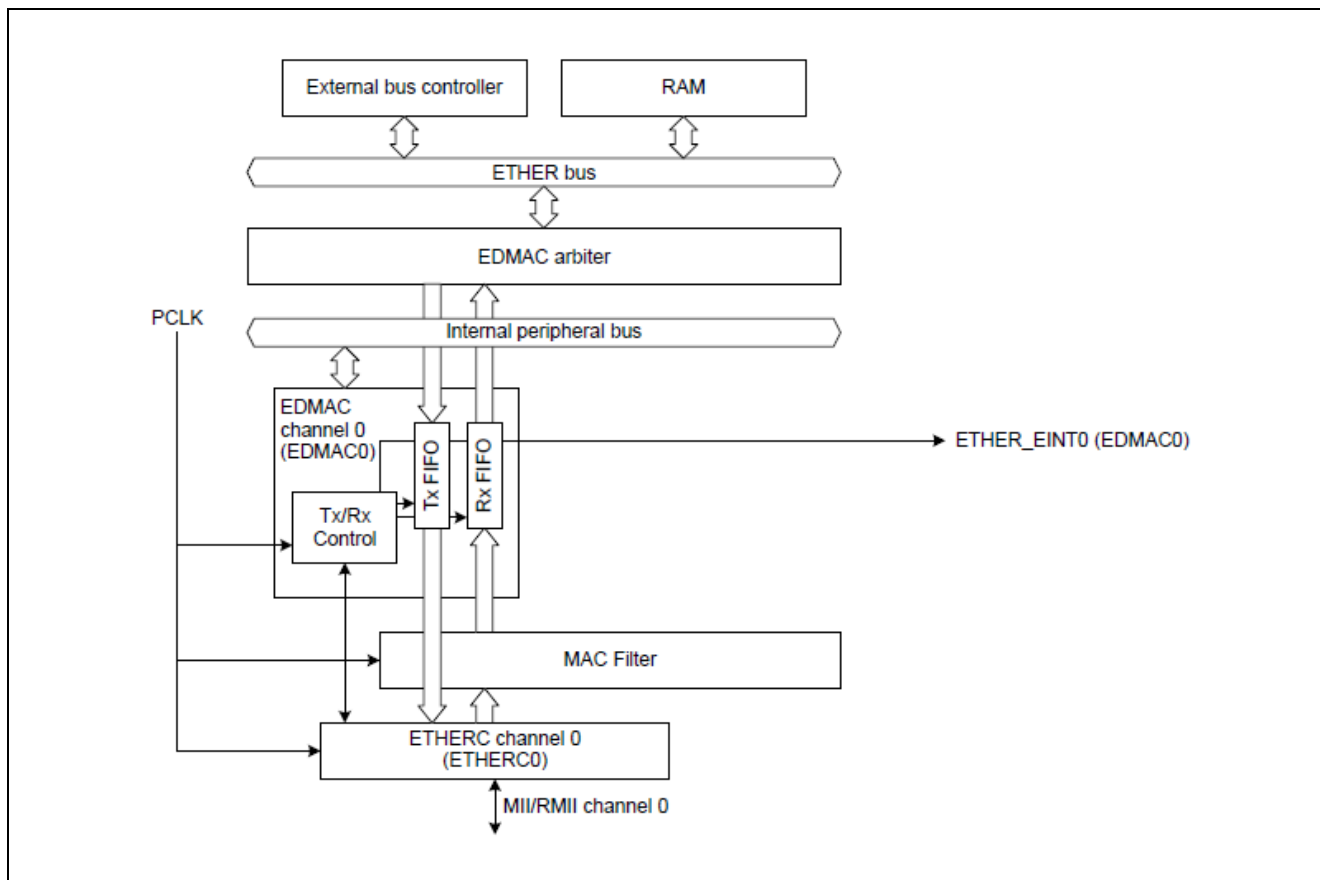 External bus controller
RAM
ETHER bus
EDMAC arbiter
PCLK
Internal peripheral bus
EDMAC
channel 0
(EDMAC0)
Tx FIFO
Rx FIFO
ETHER_EINT0 (EDMAC0)
Tx/Rx
Control
MAC Filter
ETHERC channel 0
(ETHERC0)
MII/RMII channel 0